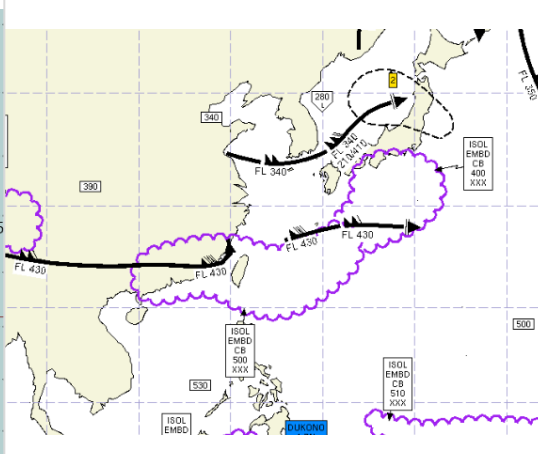 2
FL 350
280
L
340
FL 340
210/410
FL 340
ISOL
EMBD
CB
400
XXX
390
FL 430
FL 430
FL 430
FL 430
ISOL
EMBD
CB
500
XXX
500
530
ISOL
EMBD
CB
510
XXX
ISOL
EMBD
DUKONO